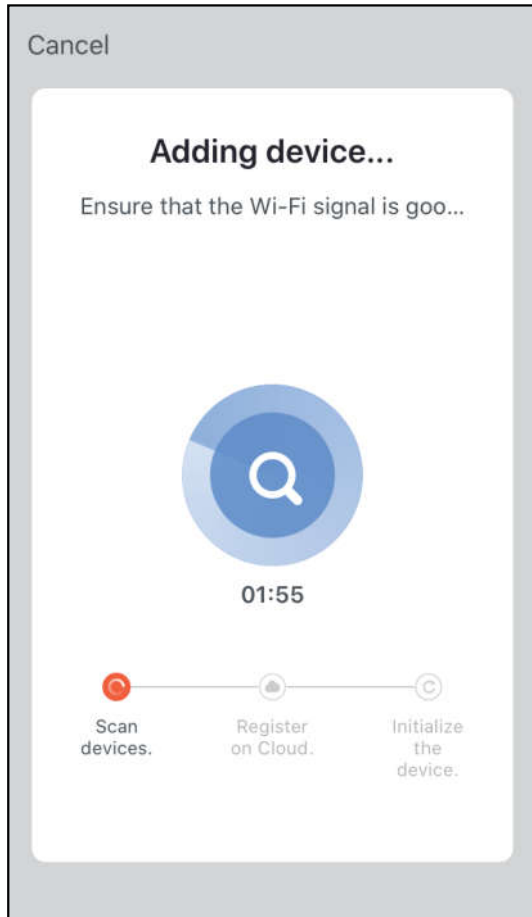 Cancel
Adding device...
Ensure that the Wi-Fi signal is goo...
01:55
Scan
devices.
Register
on Cloud.
Initialize
the
device.